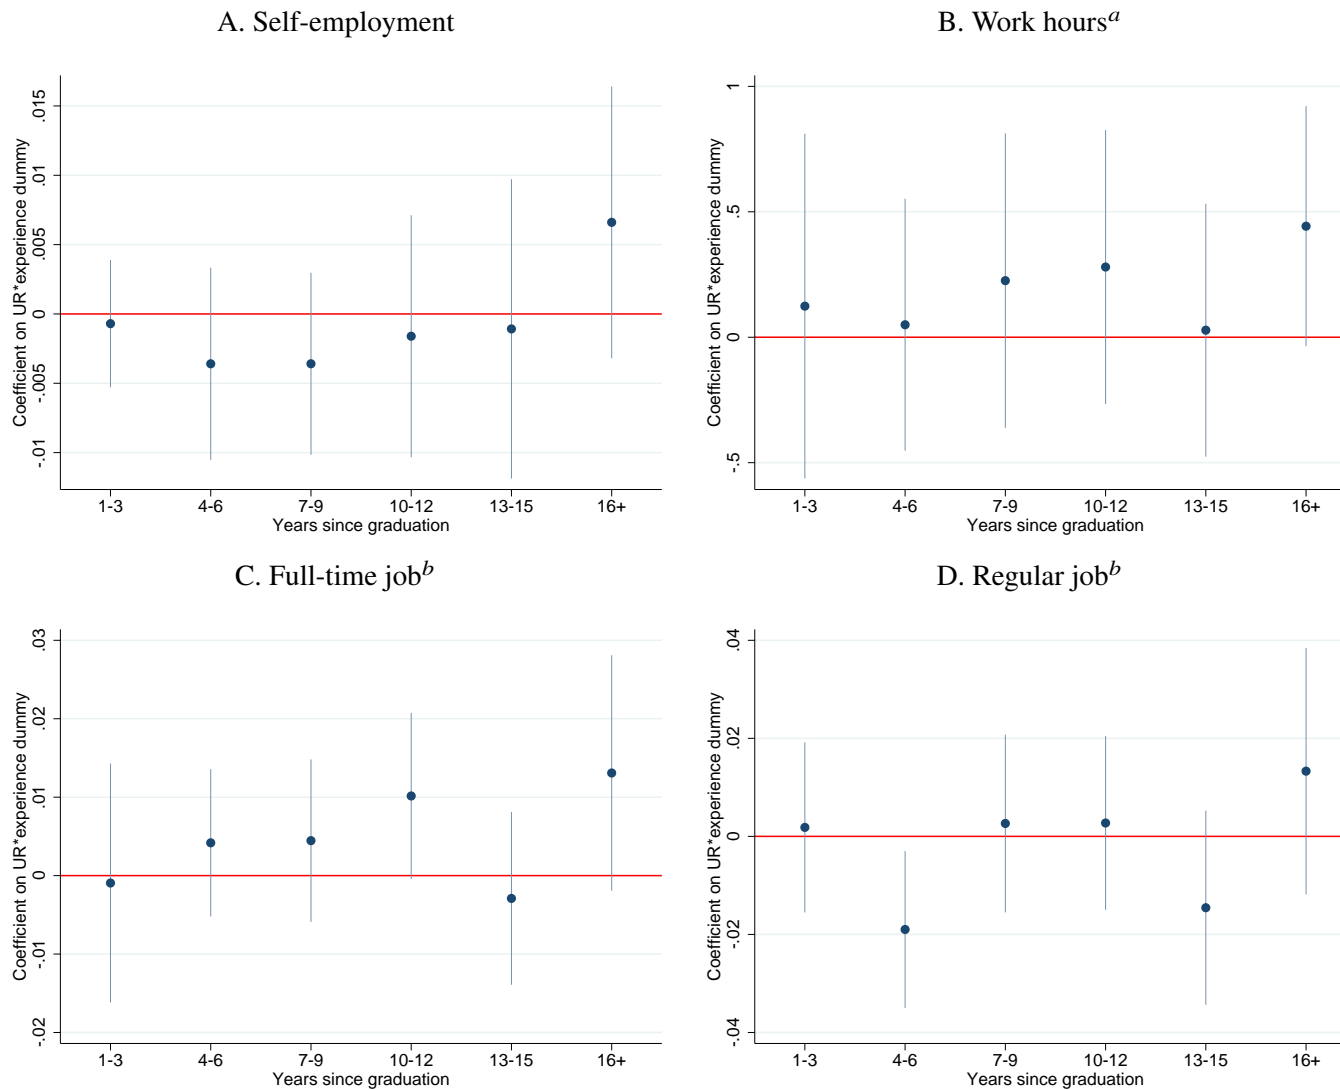 A. Self-employment
Coefficient on UR*experience dummy
.015
.01
.005
0
-.005
-.01
1-3 4-6 7-9 10-12 13-15 16+
Years since graduation
B. Work hoursᵃ
Coefficient on UR*experience dummy
1
.5
0
-.5
1-3 4-6 7-9 10-12 13-15 16+
Years since graduation
C. Full-time jobᵇ
Coefficient on UR*experience dummy
.03
.02
.01
0
-.01
-.02
1-3 4-6 7-9 10-12 13-15 16+
Years since graduation
D. Regular jobᵇ
Coefficient on UR*experience dummy
.04
.02
0
-.02
-.04
1-3 4-6 7-9 10-12 13-15 16+
Years since graduation